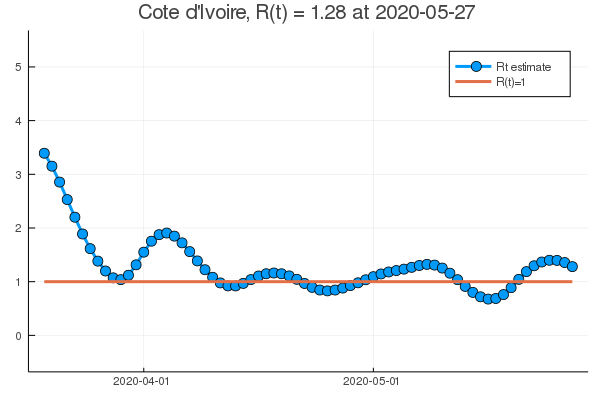 Cote d'Ivoire, R(t) = 1.28 at 2020-05-27
5
Rt estimate
R(t)=1
4
3
2
1
0
2020-04-01
2020-05-01